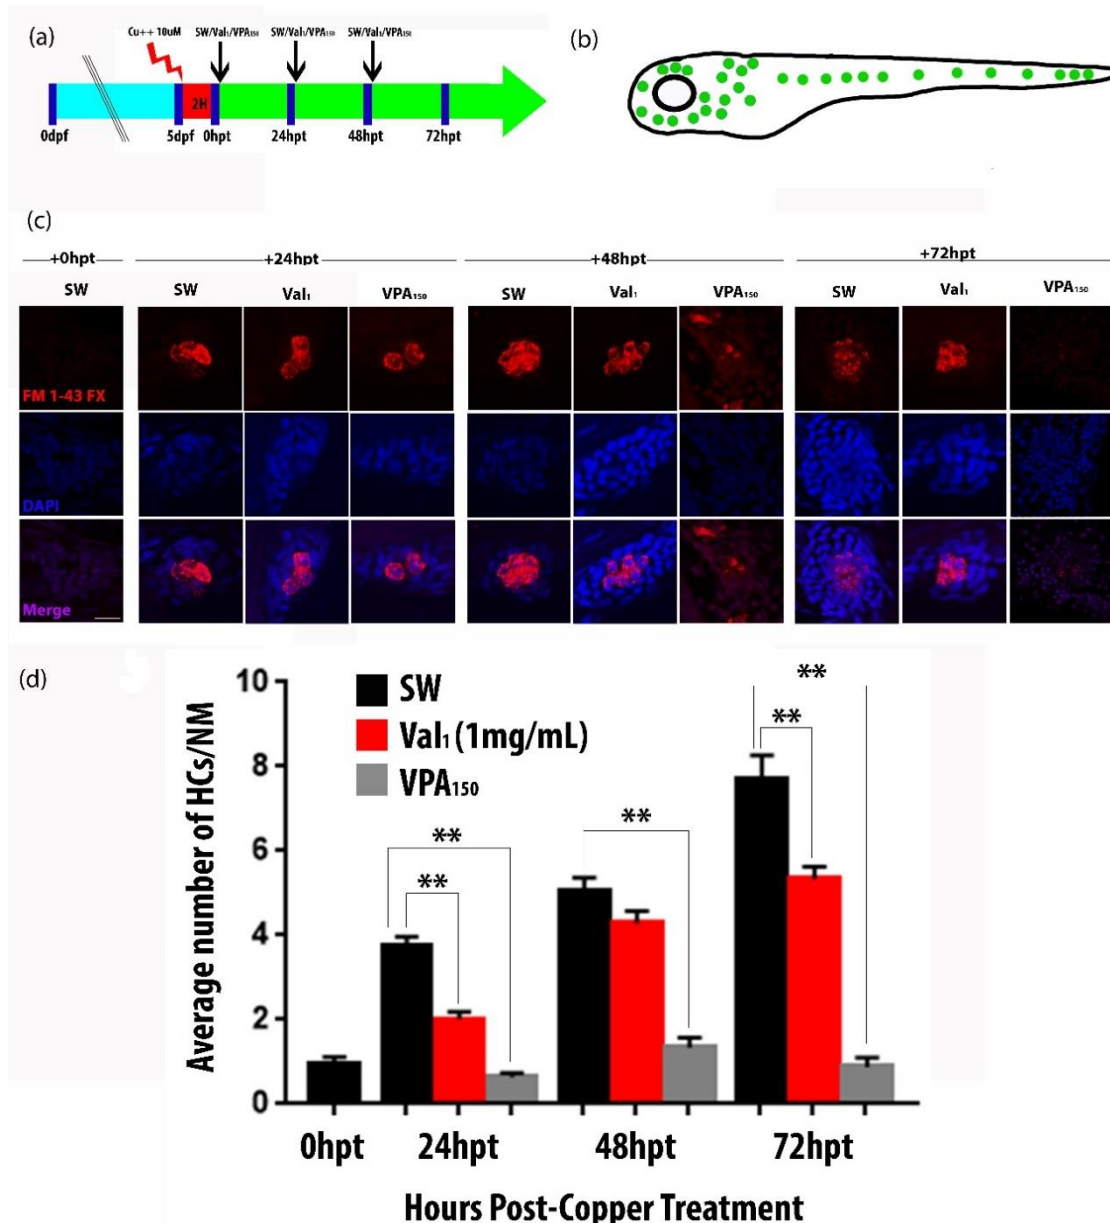 (a)
Cu++ 10uM
SW/Val₁/VPA₁₅₀ SW/Val₁/VPA₁₅₀ SW/Val₁/VPA₁₅₀
2H
0dpf 5dpf 0hpt 24hpt 48hpt 72hpt
(b)
(c)
+0hpt +24hpt +48hpt +72hpt
SW SW Val₁ VPA₁₅₀ SW Val₁ VPA₁₅₀ SW Val₁ VPA₁₅₀
FM 1-43 FX
DAPI
Merge
(d)
Average number of HCs/NM
10
8
6
4
2
0
SW
Val₁ (1mg/mL)
VPA₁₅₀
** ** ** ** **
0hpt 24hpt 48hpt 72hpt
Hours Post-Copper Treatment